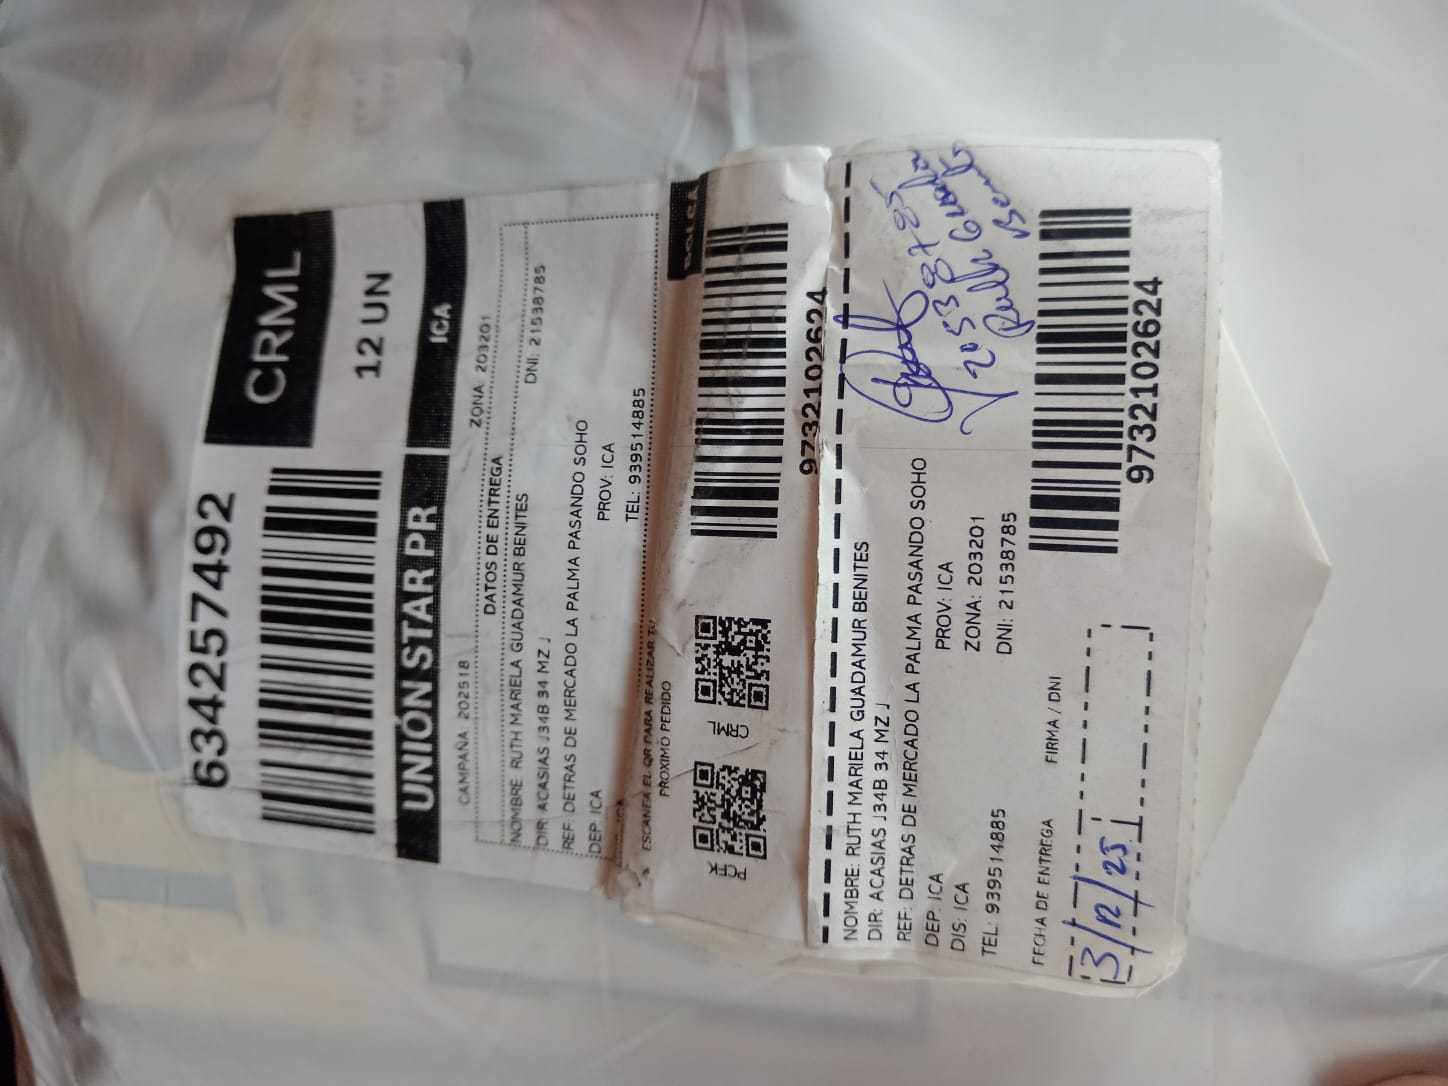 6342574492
CRML
12 UN
UNIÓN STAR PR
ICA
CAMPAÑA: 202518
ZONA: 203201
DATOS DE ENTREGA
NOMBRE: RUTH MARIELA GUADAMUR BENITES
DIR: ACASIAS J34B 34 MZ J
DNI: 21538785
REF: DETRAS DE MERCADO LA PALMA PASANDO SOHO
DEP: ICA
PROV: ICA
TEL: 939514885
ESCANEA EL QR PARA REALIZAR TU
PROXIMO PEDIDO
CRML
9732102624
NOMBRE: RUTH MARIELA GUADAMUR BENITES
DIR: ACASIAS J34B 34 MZ J
REF: DETRAS DE MERCADO LA PALMA PASANDO SOHO
DEP: ICA
PROV: ICA
DIS: ICA
ZONA: 203201
TEL: 939514885
DNI: 21538785
FECHA DE ENTREGA
FIRMA / DNI
3/12/25
9732102624